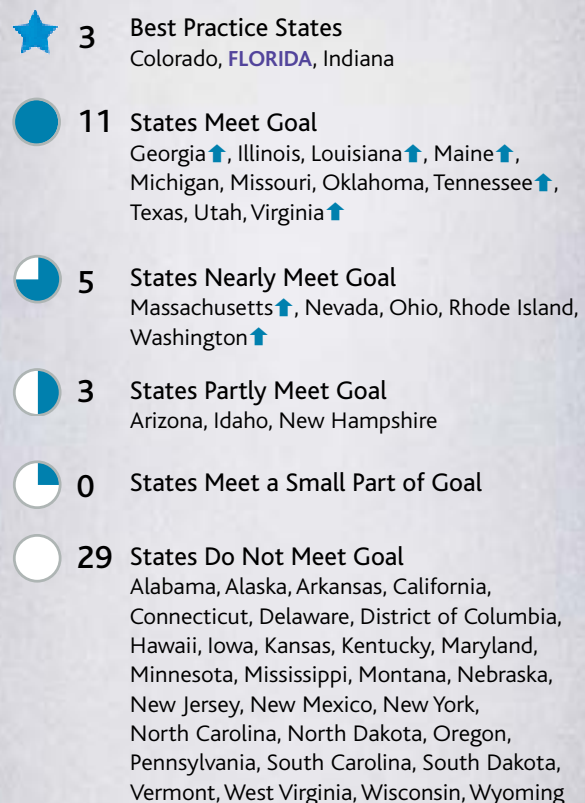 3 Best Practice States
Colorado, FLORIDA, Indiana
11 States Meet Goal
Georgia⬆, Illinois, Louisiana⬆, Maine⬆,
Michigan, Missouri, Oklahoma, Tennessee⬆,
Texas, Utah, Virginia⬆
5 States Nearly Meet Goal
Massachusetts⬆, Nevada, Ohio, Rhode Island,
Washington⬆
3 States Partly Meet Goal
Arizona, Idaho, New Hampshire
0 States Meet a Small Part of Goal
29 States Do Not Meet Goal
Alabama, Alaska, Arkansas, California,
Connecticut, Delaware, District of Columbia,
Hawaii, Iowa, Kansas, Kentucky, Maryland,
Minnesota, Mississippi, Montana, Nebraska,
New Jersey, New Mexico, New York,
North Carolina, North Dakota, Oregon,
Pennsylvania, South Carolina, South Dakota,
Vermont, West Virginia, Wisconsin, Wyoming